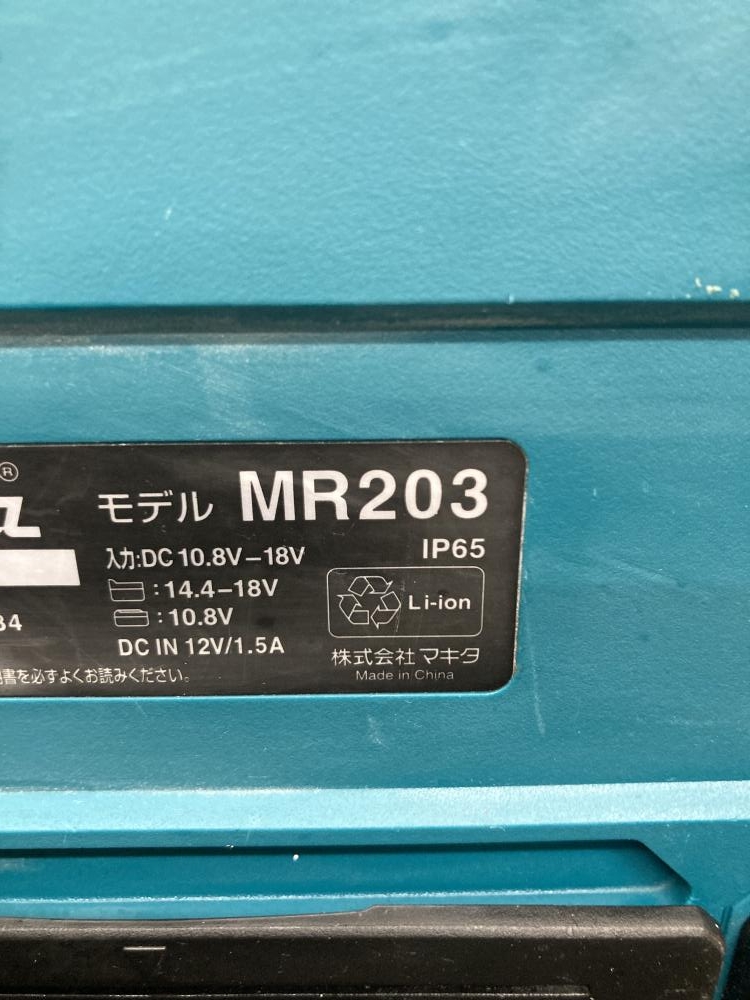 ®
モデル MR203
入力:DC 10.8V–18V
IP65
:14.4–18V
:10.8V
Li-ion
34
DC IN 12V/1.5A
株式会社 マキタ
書を必ずよくお読みください。
Made in China